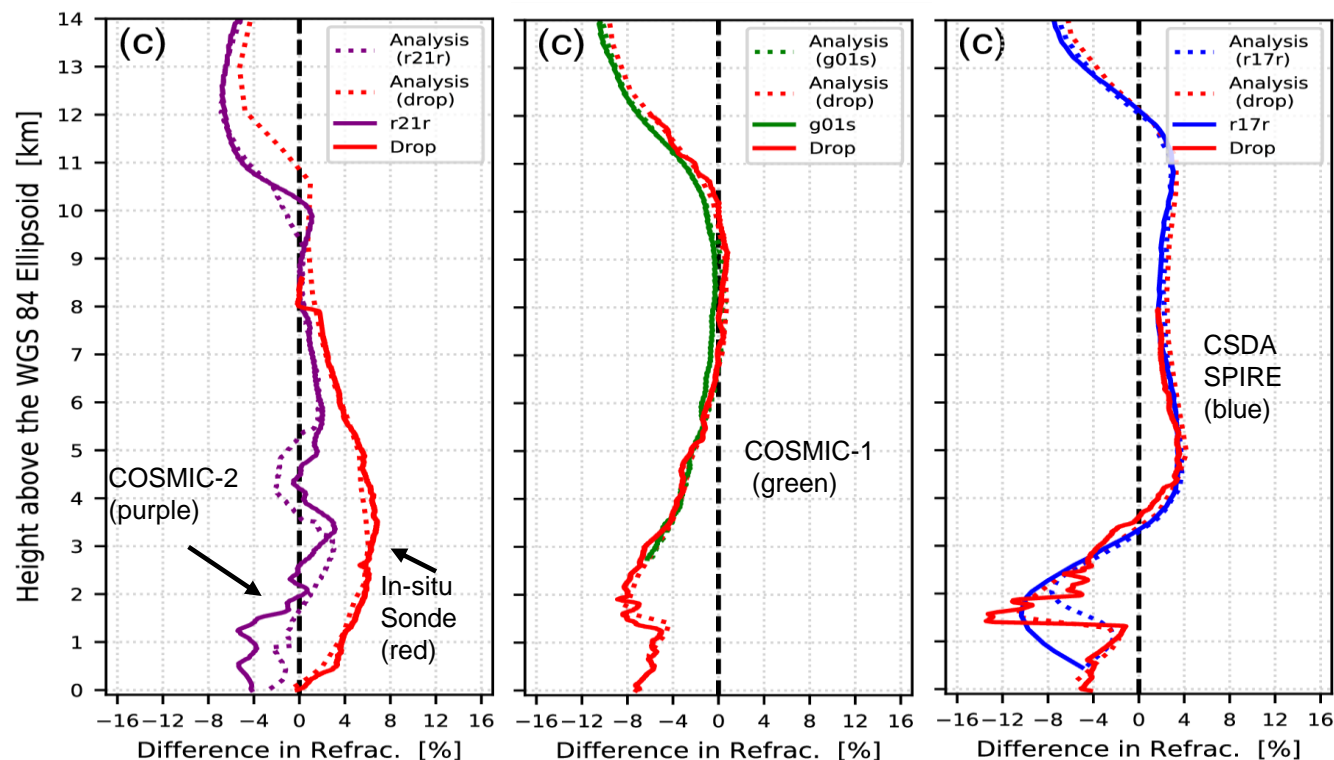 Height above the WGS 84 Ellipsoid [km]
14
13
12
11
10
9
8
7
6
5
4
3
2
1
0
(c)
Analysis
(r21r)
Analysis
(drop)
r21r
Drop
COSMIC-2
(purple)
In-situ
Sonde
(red)
−16 −12 −8 −4 0 4 8 12 16
Difference in Refrac. [%]
(c)
Analysis
(g01s)
Analysis
(drop)
g01s
Drop
COSMIC-1
(green)
−16 −12 −8 −4 0 4 8 12 16
Difference in Refrac. [%]
(c)
Analysis
(r17r)
Analysis
(drop)
r17r
Drop
CSDA
SPIRE
(blue)
−16 −12 −8 −4 0 4 8 12 16
Difference in Refrac. [%]